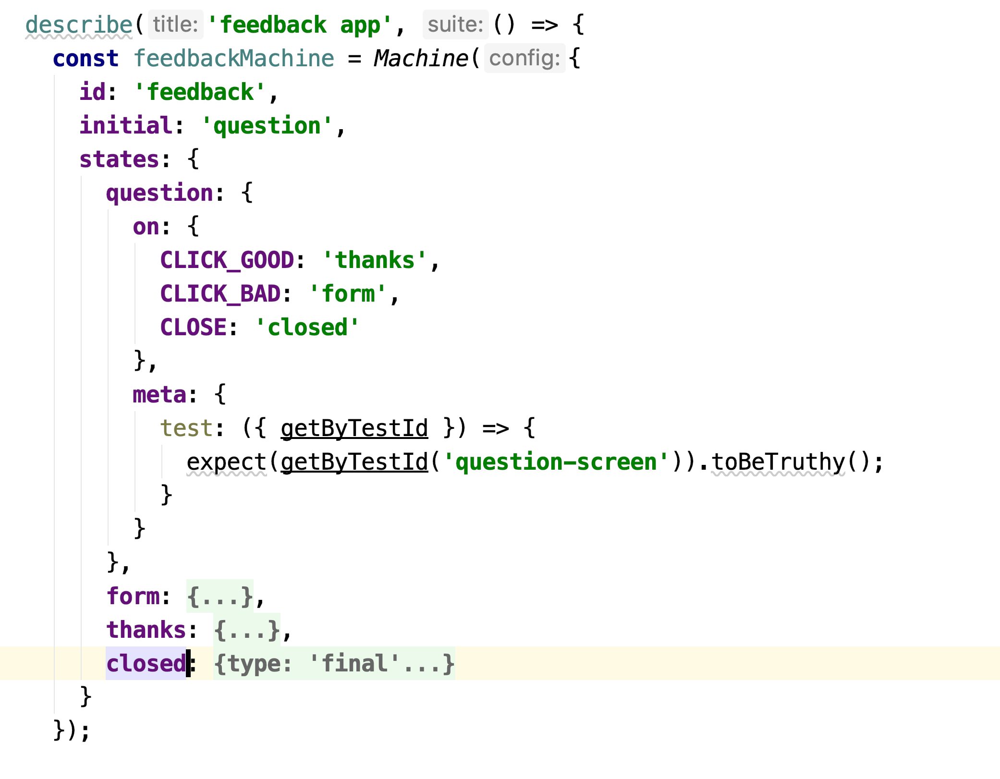 describe( title: 'feedback app', suite: () => {
  const feedbackMachine = Machine( config: {
    id: 'feedback',
    initial: 'question',
    states: {
      question: {
        on: {
          CLICK_GOOD: 'thanks',
          CLICK_BAD: 'form',
          CLOSE: 'closed'
        },
        meta: {
          test: ({ getByTestId }) => {
            expect(getByTestId('question-screen')).toBeTruthy();
          }
        }
      },
      form: {...},
      thanks: {...},
      closed: {type: 'final'...}
    }
  });